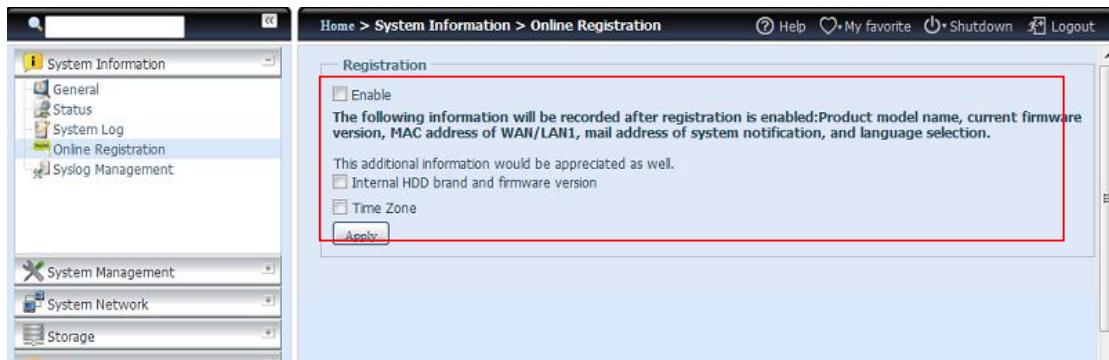 Home > System Information > Online Registration
Help
My favorite
Shutdown
Logout
System Information
General
Status
System Log
Online Registration
Syslog Management
System Management
System Network
Storage
Registration
Enable
The following information will be recorded after registration is enabled:Product model name, current firmware
version, MAC address of WAN/LAN1, mail address of system notification, and language selection.
This additional information would be appreciated as well.
Internal HDD brand and firmware version
Time Zone
Apply